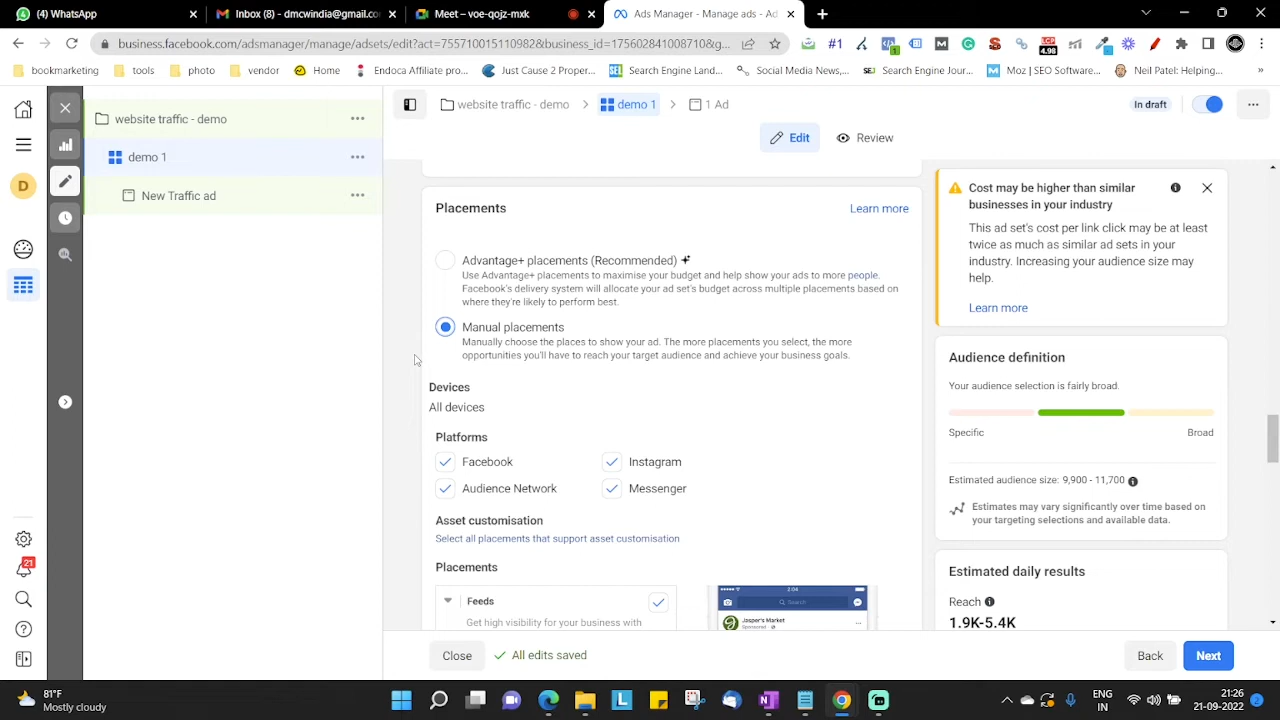 WhatsApp
Inbox (8) - dmcwindia@gmail.co
Meet – voe-qojz-mxk
Ads Manager - Manage ads - Ad
business.facebook.com/adsmanager/manage/adsets/edit?act=755710015110982&business_id=175602841008710&g...
#1
1
CPP
4.98
bookmarketing
tools
photo
vendor
Home
Endoca Affiliate pro...
Just Cause 2 Proper...
Search Engine Land...
Social Media News,...
Search Engine Jour...
Moz | SEO Software...
Neil Patel: Helping...
»
website traffic - demo
demo 1
New Traffic ad
D
21
website traffic - demo
demo 1
1 Ad
In draft
Edit
Review
Placements
Learn more
Advantage+ placements (Recommended)
Use Advantage+ placements to maximise your budget and help show your ads to more people.
Facebook's delivery system will allocate your ad set's budget across multiple placements based on
where they're likely to perform best.
Manual placements
Manually choose the places to show your ad. The more placements you select, the more
opportunities you'll have to reach your target audience and achieve your business goals.
Devices
All devices
Platforms
Facebook
Instagram
Audience Network
Messenger
Asset customisation
Select all placements that support asset customisation
Placements
Feeds
Get high visibility for your business with
2:04
Search
Jasper's Market
Sponsored
Cost may be higher than similar
businesses in your industry
This ad set's cost per link click may be at least
twice as much as similar ad sets in your
industry. Increasing your audience size may
help.
Learn more
Audience definition
Your audience selection is fairly broad.
Specific
Broad
Estimated audience size: 9,900 - 11,700
Estimates may vary significantly over time based on
your targeting selections and available data.
Estimated daily results
Reach
1.9K-5.4K
Close
All edits saved
Back
Next
81°F
Mostly cloudy
ENG
IN
21:26
21-09-2022
2